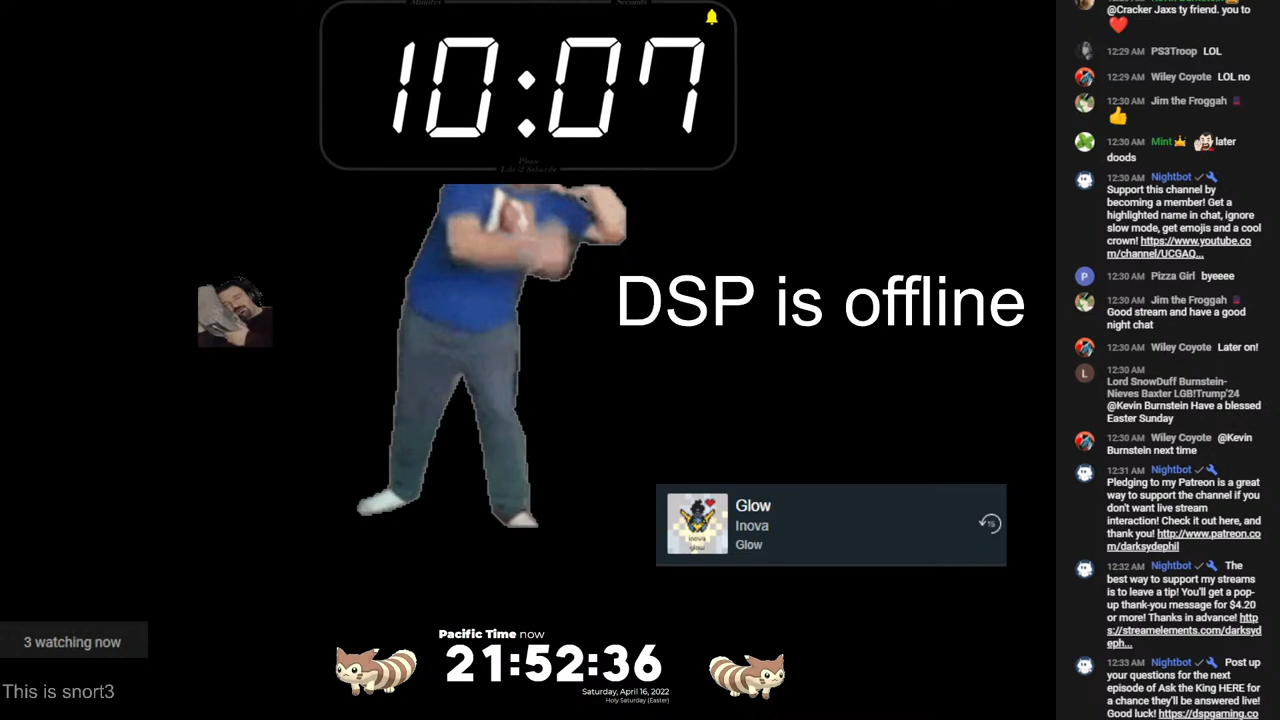 Minutes
Seconds
10:07
Please
Like & Subscribe
DSP is offline
Glow
Inova
Glow
15
inova
glow
3 watching now
This is snort3
Pacific Time now
21:52:36
Saturday, April 16, 2022
Holy Saturday (Easter)
@Cracker Jaxs ty friend. you to
12:29 AM PS3Troop LOL
12:29 AM Wiley Coyote LOL no
12:30 AM Jim the Froggah
12:30 AM Mint later
doods
12:30 AM Nightbot
Support this channel by
becoming a member! Get a
highlighted name in chat, ignore
slow mode, get emojis and a cool
crown! https://www.youtube.co
m/channel/UCGAQ...
P 12:30 AM Pizza Girl byeeee
12:30 AM Jim the Froggah
Good stream and have a good
night chat
12:30 AM Wiley Coyote Later on!
L 12:30 AM
Lord SnowDuff Burnstein-
Nieves Baxter LGB!Trump'24
@Kevin Burnstein Have a blessed
Easter Sunday
12:30 AM Wiley Coyote @Kevin
Burnstein next time
12:31 AM Nightbot
Pledging to my Patreon is a great
way to support the channel if you
don't want live stream
interaction! Check it out here, and
thank you! http://www.patreon.co
m/darksydephil
12:32 AM Nightbot The
best way to support my streams
is to leave a tip! You'll get a pop-
up thank-you message for $4.20
or more! Thanks in advance! http
s://streamelements.com/darksyd
eph...
12:33 AM Nightbot Post up
your questions for the next
episode of Ask the King HERE for
a chance they'll be answered live!
Good luck! https://dspgaming.co